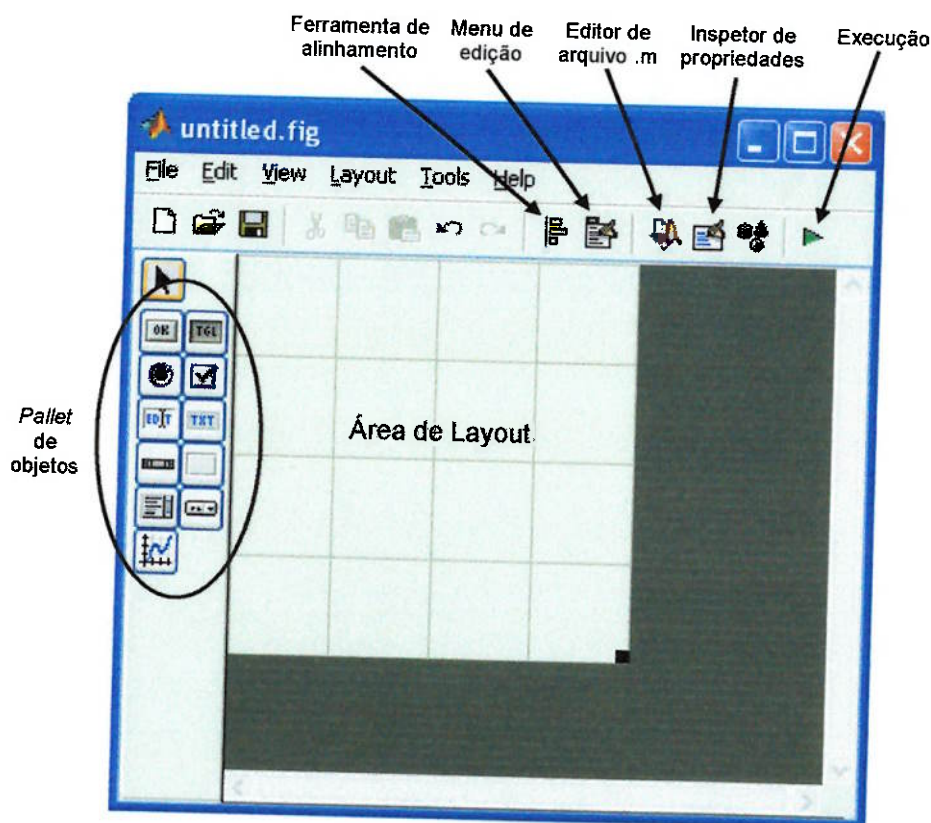 Ferramenta de
alinhamento
Menu de
edição
Editor de
arquivo .m
Inspetor de
propriedades
Execução
untitled.fig
File Edit View Layout Tools Help
OK TGL
EDIT TXT
Pallet
de
objetos
Área de Layout